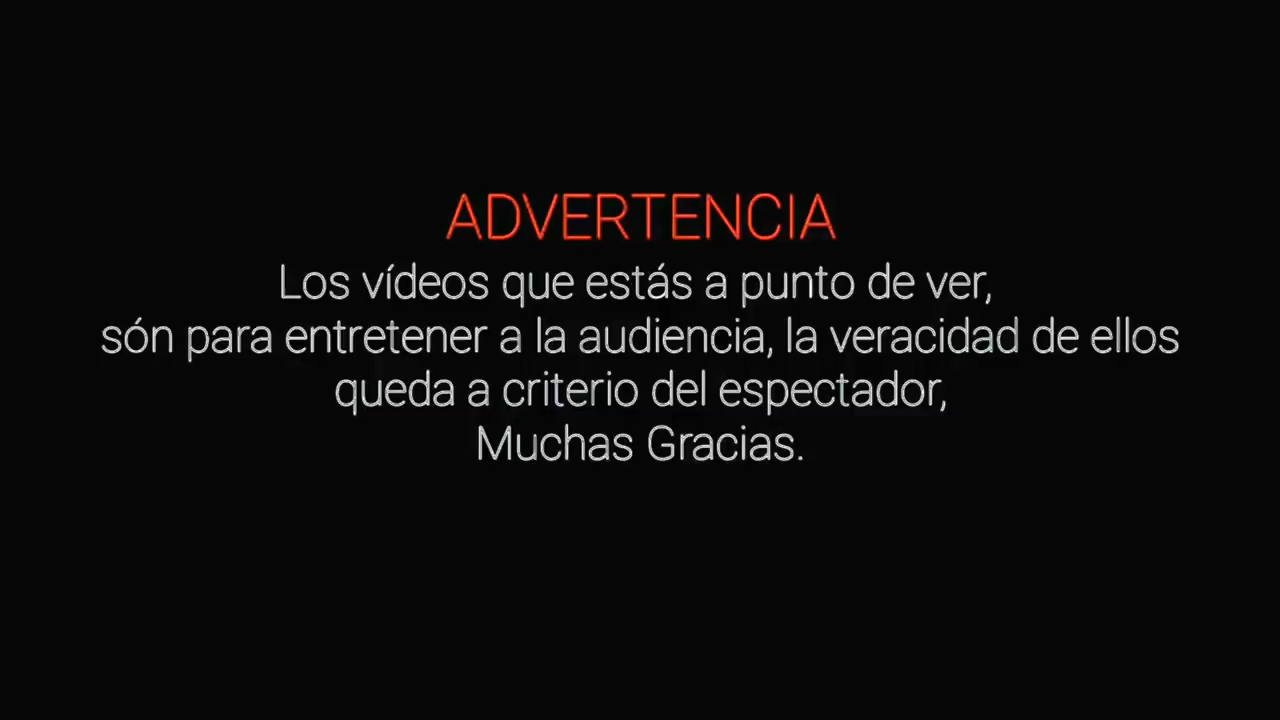 ADVERTENCIA
Los vídeos que estás a punto de ver,
són para entretener a la audiencia, la veracidad de ellos
queda a criterio del espectador,
Muchas Gracias.